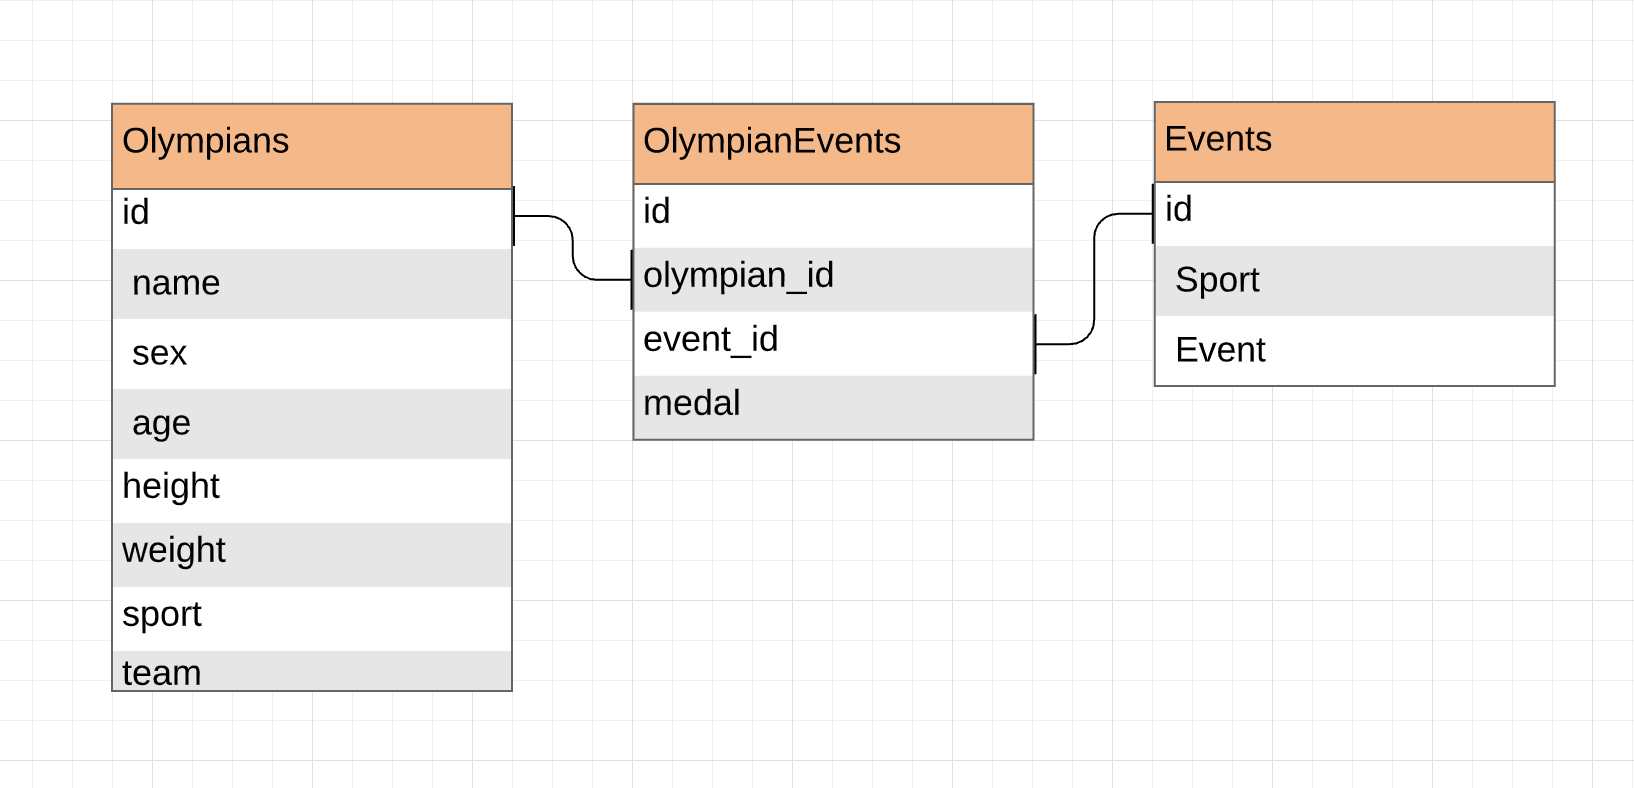 Olympians
id
name
sex
age
height
weight
sport
team
OlympianEvents
id
olympian_id
event_id
medal
Events
id
Sport
Event